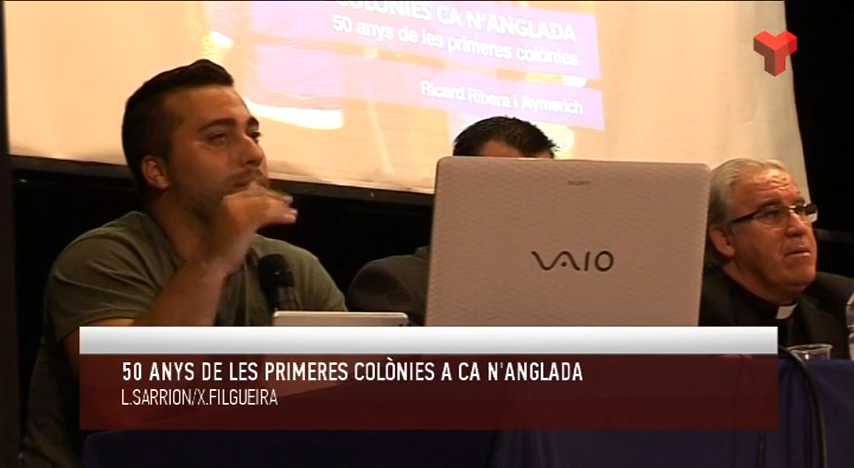 COLÒNIES CA N'ANGLADA
50 anys de les primeres colònies
Ricard Ribera i Aymerich
SONY
VAIO
50 ANYS DE LES PRIMERES COLÒNIES A CA N'ANGLADA
L.SARRION/X.FILGUEIRA